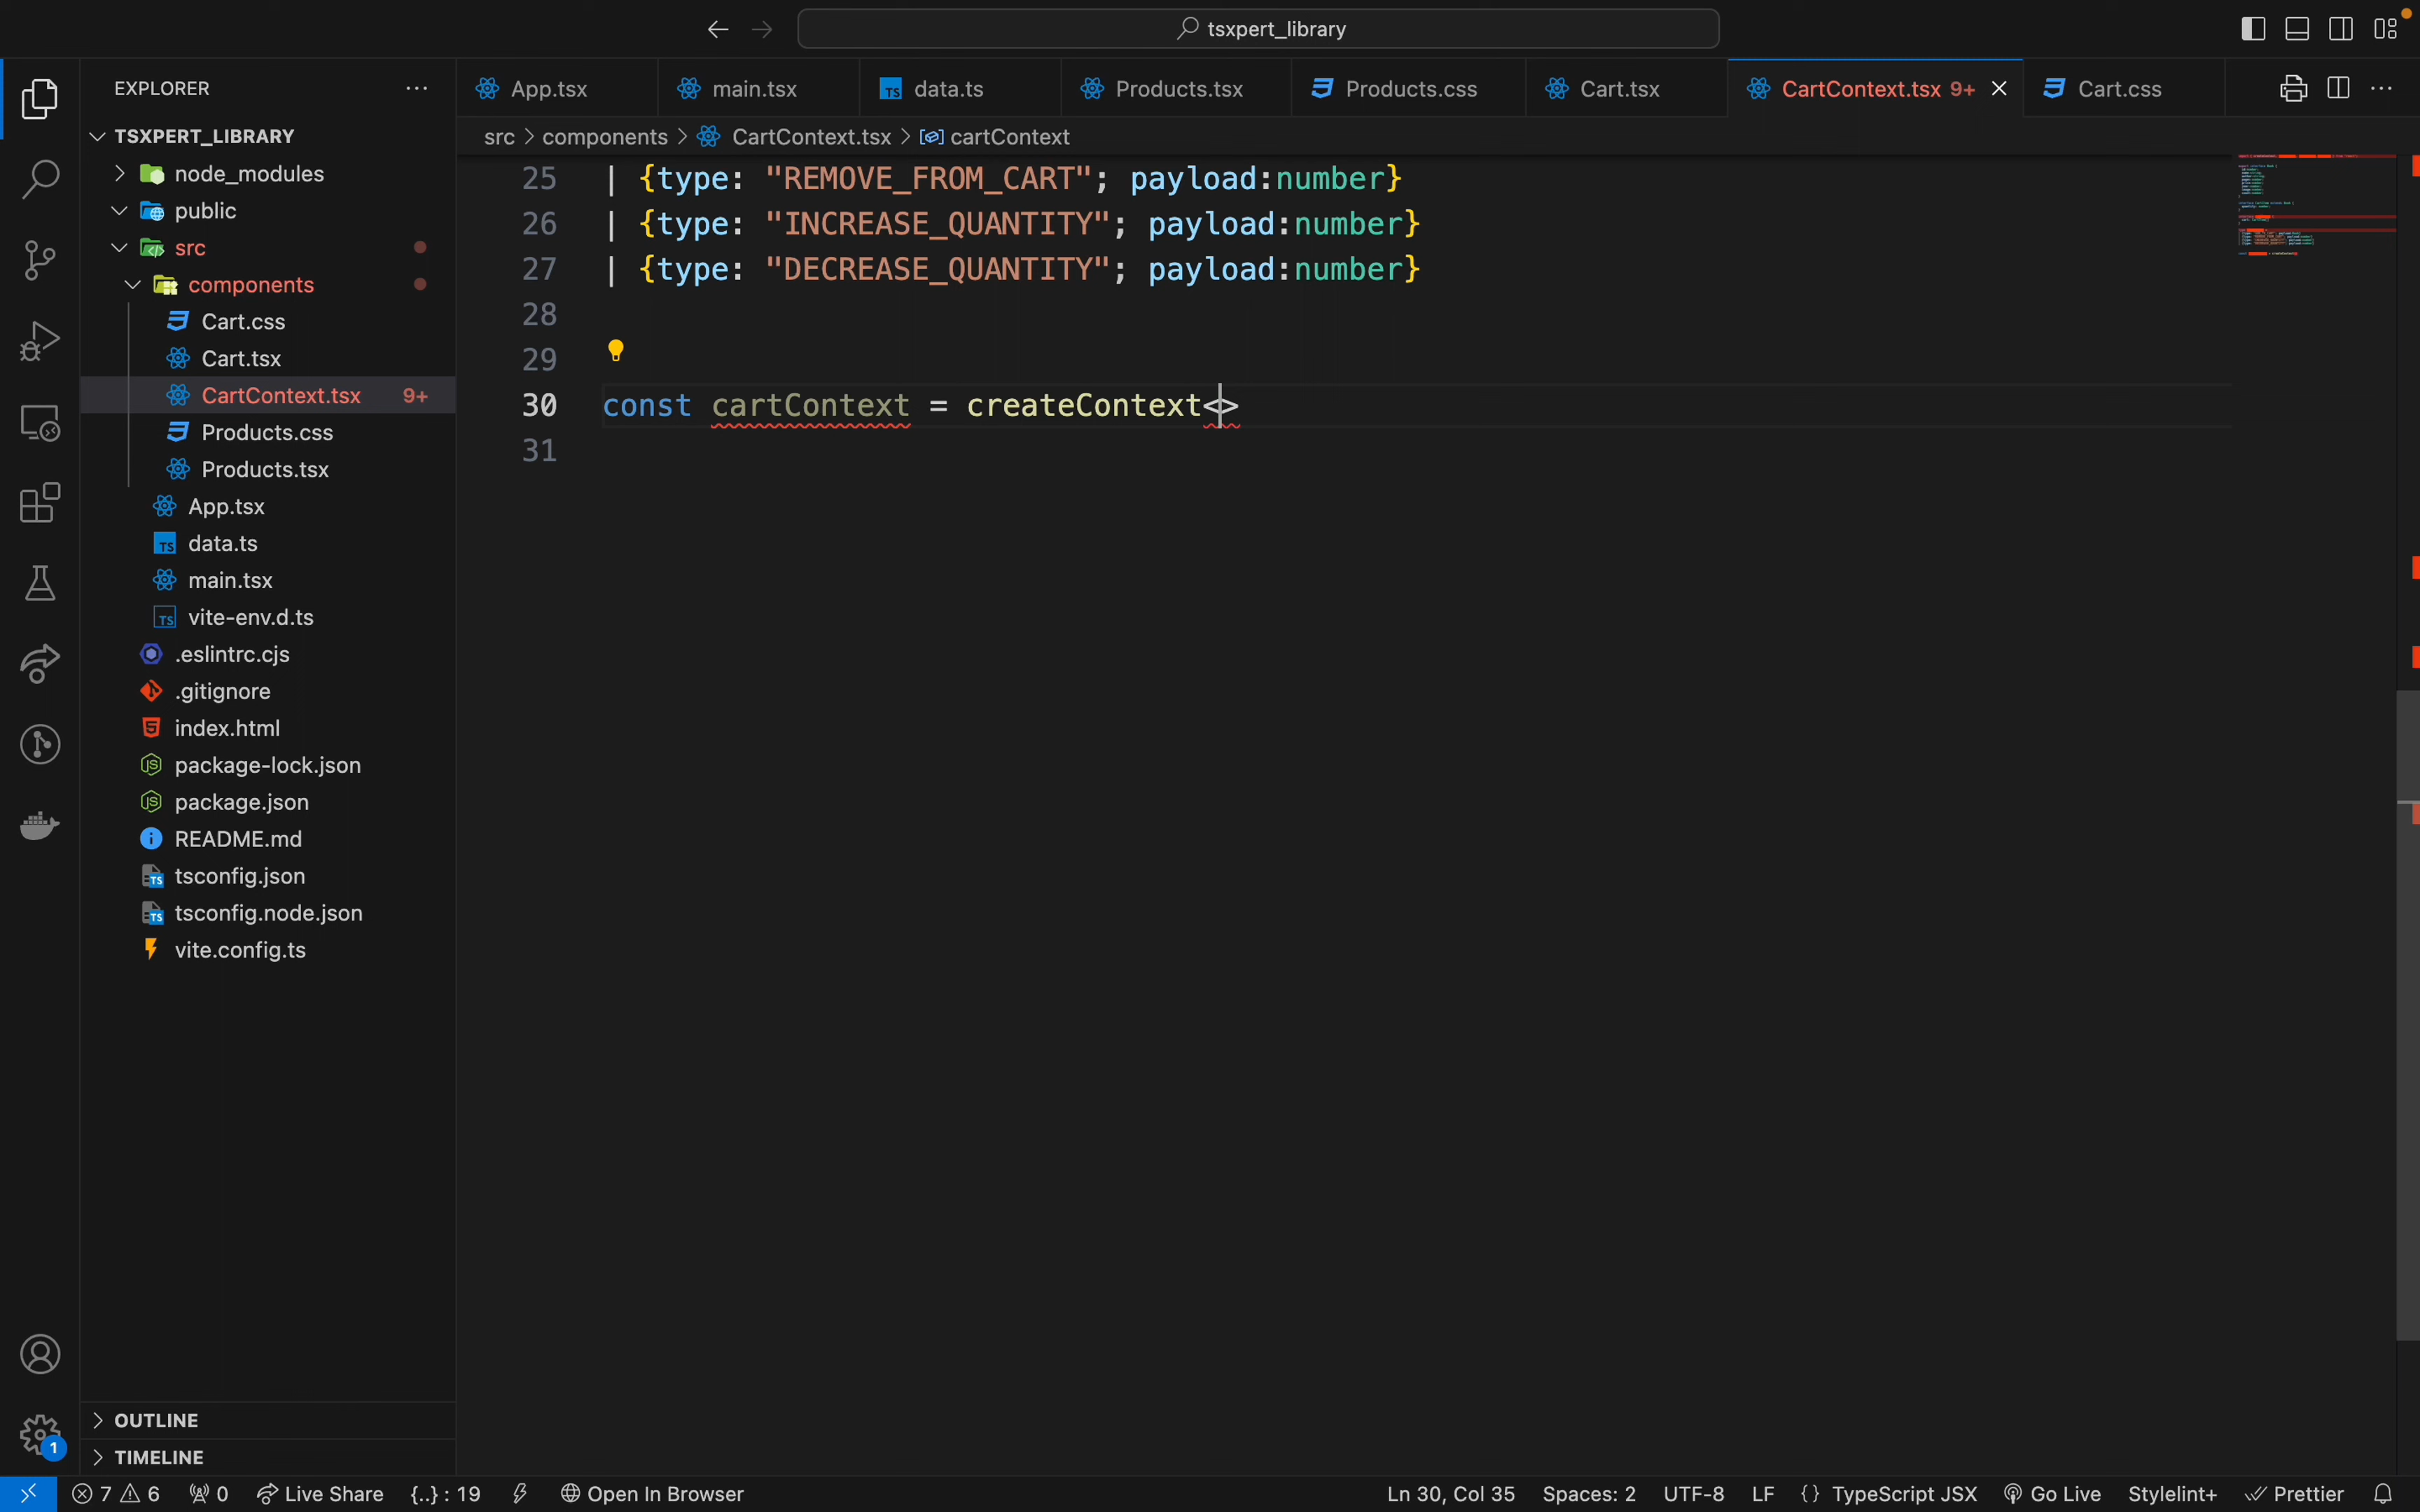 tsxpert_library
EXPLORER
TSXPERT_LIBRARY
node_modules
public
src
components
Cart.css
Cart.tsx
CartContext.tsx 9+
Products.css
Products.tsx
App.tsx
data.ts
main.tsx
vite-env.d.ts
.eslintrc.cjs
.gitignore
index.html
package-lock.json
package.json
README.md
tsconfig.json
tsconfig.node.json
vite.config.ts
OUTLINE
TIMELINE
App.tsx main.tsx data.ts Products.tsx Products.css Cart.tsx CartContext.tsx 9+ Cart.css
src > components > CartContext.tsx > cartContext
25 | {type: "REMOVE_FROM_CART"; payload:number}
26 | {type: "INCREASE_QUANTITY"; payload:number}
27 | {type: "DECREASE_QUANTITY"; payload:number}
28
29
30 const cartContext = createContext<>
31
1
7 6 0 Live Share {..} : 19 Open In Browser Ln 30, Col 35 Spaces: 2 UTF-8 LF {} TypeScript JSX Go Live Stylelint+ Prettier